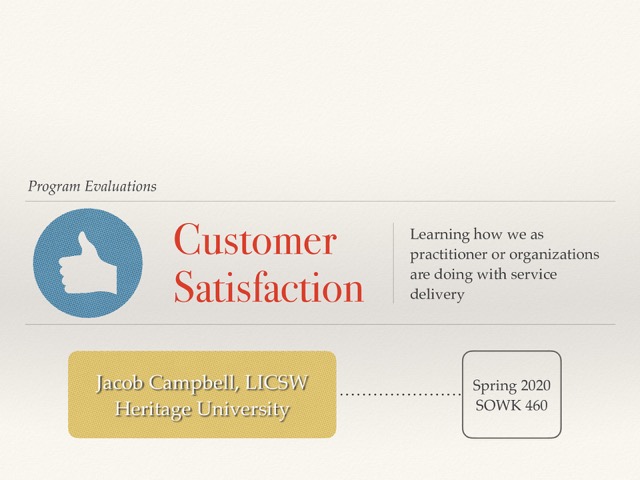 Program Evaluations
Customer
Satisfaction
Learning how we as
practitioner or organizations
are doing with service
delivery
Jacob Campbell, LICSW
Heritage University
Spring 2020
SOWK 460